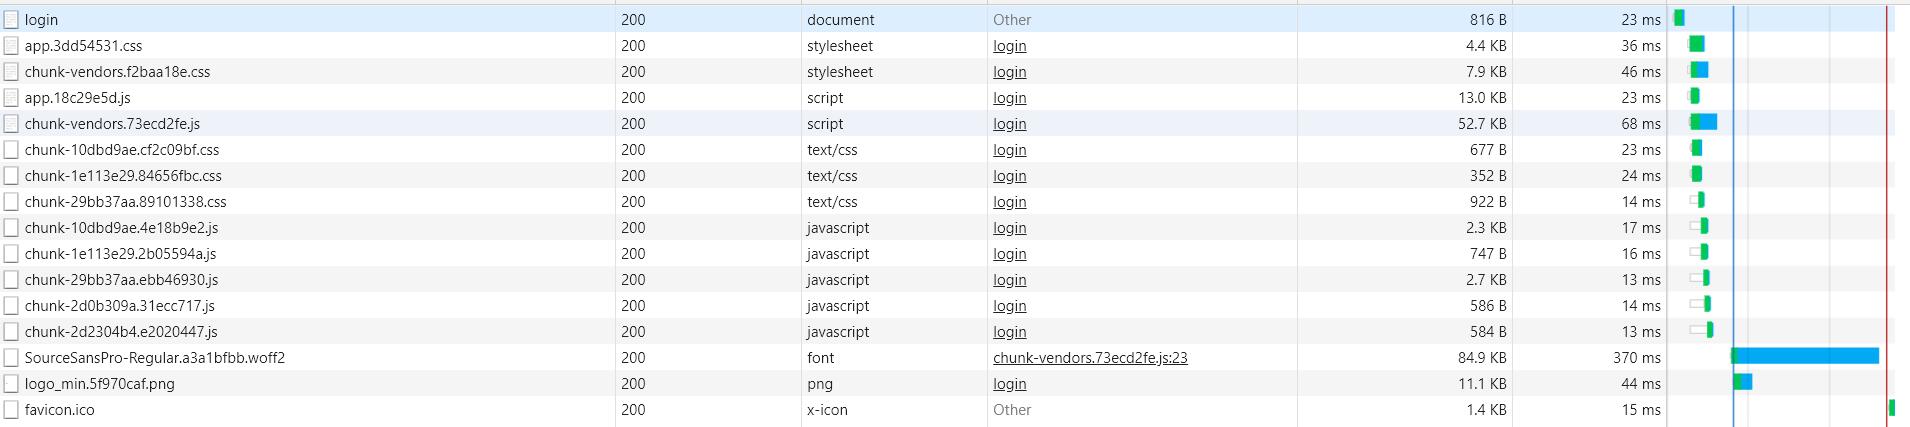 login 200 document Other 816 B 23 ms
app.3dd54531.css 200 stylesheet login 4.4 KB 36 ms
chunk-vendors.f2baa18e.css 200 stylesheet login 7.9 KB 46 ms
app.18c29e5d.js 200 script login 13.0 KB 23 ms
chunk-vendors.73ecd2fe.js 200 script login 52.7 KB 68 ms
chunk-10dbd9ae.cf2c09bf.css 200 text/css login 677 B 23 ms
chunk-1e113e29.84656fbc.css 200 text/css login 352 B 24 ms
chunk-29bb37aa.89101338.css 200 text/css login 922 B 14 ms
chunk-10dbd9ae.4e18b9e2.js 200 javascript login 2.3 KB 17 ms
chunk-1e113e29.2b05594a.js 200 javascript login 747 B 16 ms
chunk-29bb37aa.ebb46930.js 200 javascript login 2.7 KB 13 ms
chunk-2d0b309a.31ecc717.js 200 javascript login 586 B 14 ms
chunk-2d2304b4.e2020447.js 200 javascript login 584 B 13 ms
SourceSansPro-Regular.a3a1bfbb.woff2 200 font chunk-vendors.73ecd2fe.js:23 84.9 KB 370 ms
logo_min.5f970caf.png 200 png login 11.1 KB 44 ms
favicon.ico 200 x-icon Other 1.4 KB 15 ms